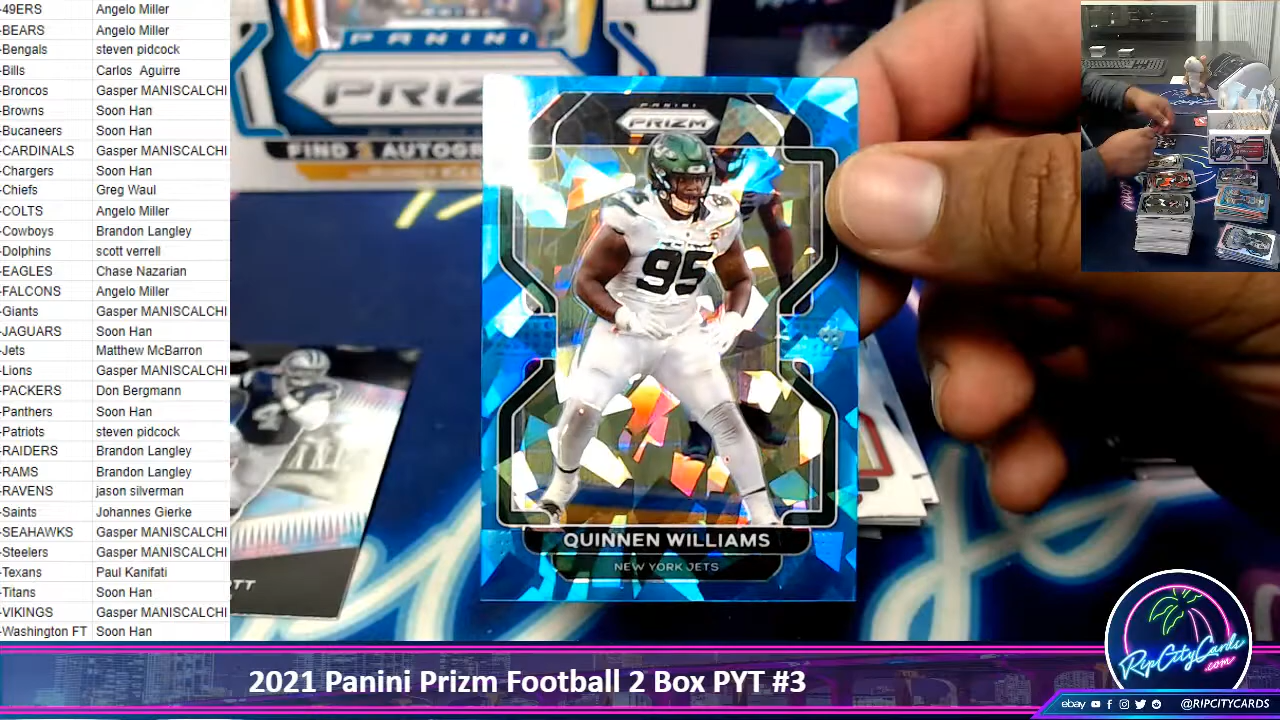 -49ERS Angelo Miller
-BEARS Angelo Miller
-Bengals steven pidcock
-Bills Carlos Aguirre
-Broncos Gasper MANISCALCHI
-Browns Soon Han
-Bucaneers Soon Han
-CARDINALS Gasper MANISCALCHI
-Chargers Soon Han
-Chiefs Greg Waul
-COLTS Angelo Miller
-Cowboys Brandon Langley
-Dolphins scott verrell
-EAGLES Chase Nazarian
-FALCONS Angelo Miller
-Giants Gasper MANISCALCHI
-JAGUARS Soon Han
-Jets Matthew McBarron
-Lions Gasper MANISCALCHI
-PACKERS Don Bergmann
-Panthers Soon Han
-Patriots steven pidcock
-RAIDERS Brandon Langley
-RAMS Brandon Langley
-RAVENS jason silverman
-Saints Johannes Gierke
-SEAHAWKS Gasper MANISCALCHI
-Steelers Gasper MANISCALCHI
-Texans Paul Kanifati
-Titans Soon Han
-VIKINGS Gasper MANISCALCHI
-Washington FT Soon Han
PANINI
PRIZ
FIND 1 AUTOGR
PANINI
PRIZM
95
QUINNEN WILLIAMS
NEW YORK JETS
4
TT
RipCityCards
.com
2021 Panini Prizm Football 2 Box PYT #3
ebay @RIPCITYCARDS